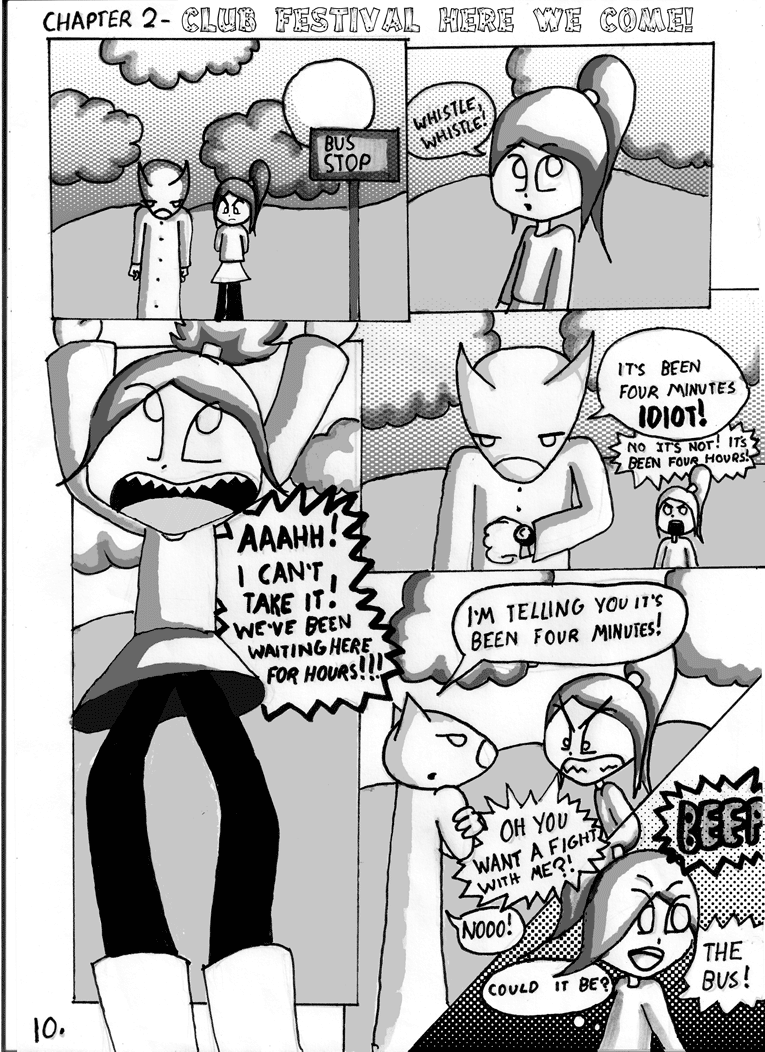 CHAPTER 2- CLUB FESTIVAL HERE WE COME!
BUS
STOP
WHISTLE,
WHISTLE!
AAAHH!
I CAN'T
TAKE IT!
WE'VE BEEN
WAITING HERE
FOR HOURS!!!
IT'S BEEN
FOUR MINUTES
IDIOT!
NO IT'S NOT! IT'S
BEEN FOUR HOURS!
I'M TELLING YOU IT'S
BEEN FOUR MINUTES!
OH YOU
WANT A FIGHT
WITH ME?!
NOOO!
BEEP
COULD IT BE?
THE
BUS!
10.